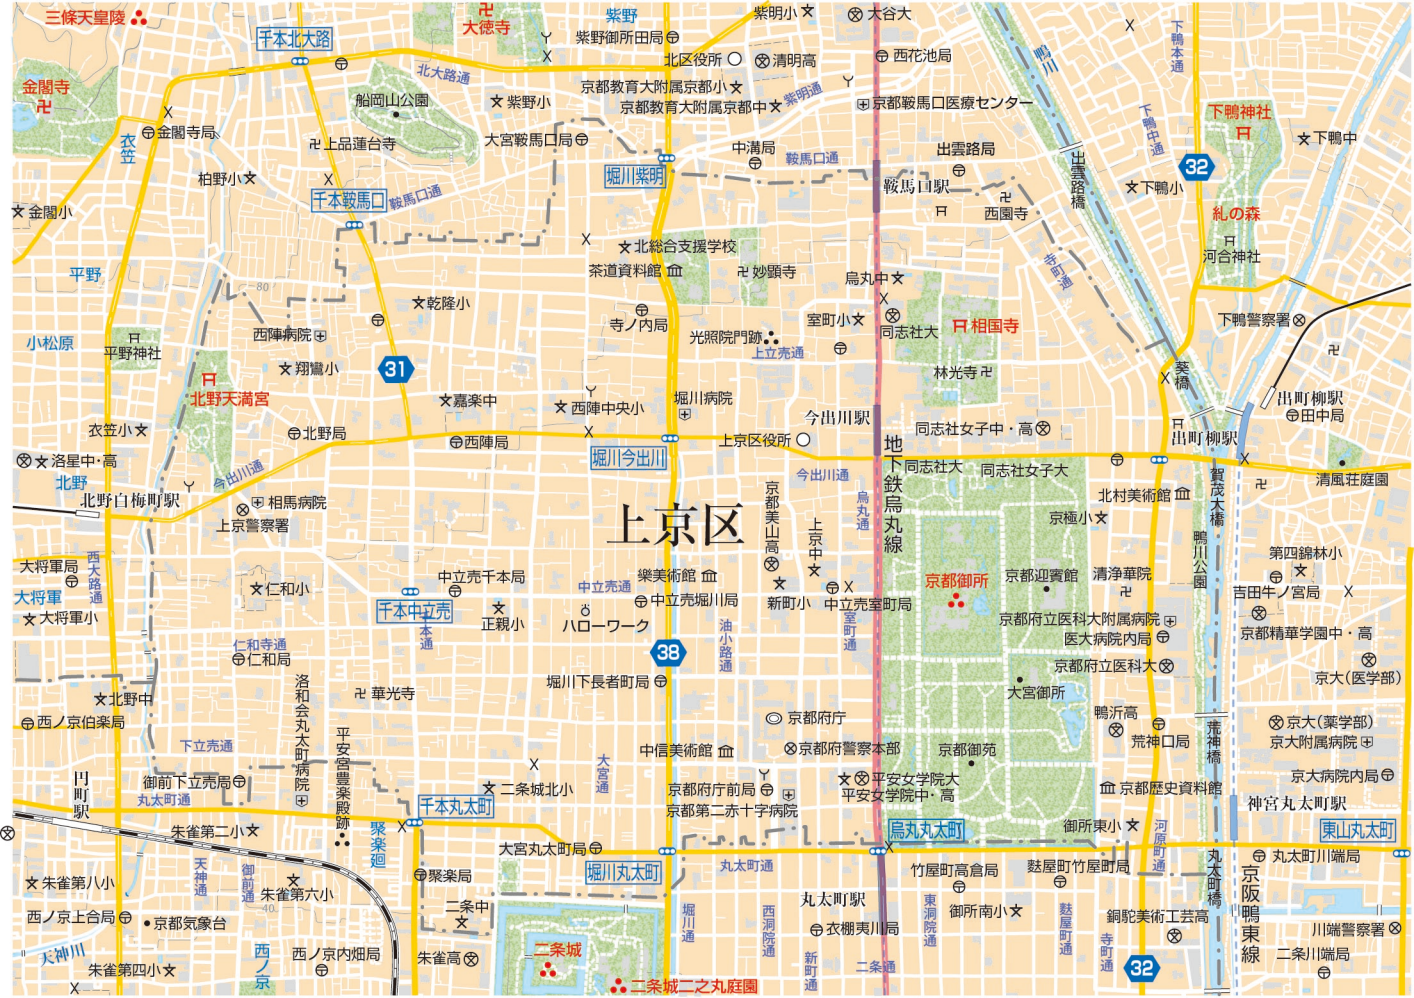 三條天皇陵
大徳寺
紫野
紫明小
大谷大
千本北大路
紫野御所田局
北区役所
清明高
西花池局
鴨川
下鴨本通
金閣寺
北大路通
京都教育大附属京都小
紫明通
船岡山公園
紫野小
京都教育大附属京都中
京都鞍馬口医療センター
下鴨神社
金閣寺局
衣笠
上品蓮台寺
大宮鞍馬口局
中溝局
鞍馬口通
出雲路局
出雲路橋
下鴨中通
下鴨中
32
柏野小
千本鞍馬口
鞍馬口通
堀川紫明
鞍馬口駅
下鴨小
金閣小
西園寺
糺の森
平野
北総合支援学校
茶道資料館
妙顕寺
烏丸中
寺町通
河合神社
80
乾隆小
寺ノ内局
室町小
同志社大
相国寺
下鴨警察署
小松原
平野神社
西陣病院
光照院門跡
上立売通
翔鸞小
31
林光寺
葵橋
北野天満宮
嘉楽中
西陣中央小
堀川病院
今出川駅
出町柳駅
田中局
衣笠小
北野局
西陣局
上京区役所
同志社女子中・高
出町柳駅
洛星中・高
堀川今出川
地下鉄烏丸線
同志社大
同志社女子大
北野
今出川通
今出川通
清風荘庭園
北野白梅町駅
相馬病院
上京警察署
上京区
京都美山高
烏丸通
上京中
北村美術館
賀茂大橋
京極小
鴨川公園
西大路通
大将軍局
大将軍
大将軍小
仁和小
中立売千本局
千本中立売
正親小
中立売通
樂美術館
中立売堀川局
ハローワーク
新町小
中立売室町局
京都御所
京都迎賓館
清浄華院
第四錦林小
吉田牛ノ宮局
京都府立医科大附属病院
医大病院内局
京都精華学園中・高
仁和寺通
仁和局
千本通
38
油小路通
室町通
京都府立医科大
京大(医学部)
北野中
洛和会丸太町病院
華光寺
堀川下長者町局
大宮御所
西ノ京伯楽局
京都府庁
鴨沂高
荒神口局
荒神橋
京大(薬学部)
京大附属病院
下立売通
平安宮豊楽殿跡
中信美術館
京都府警察本部
京都御苑
円町駅
御前下立売局
大宮通
二条城北小
京都府庁前局
京都第二赤十字病院
平安女学院大
平安女学院中・高
京都歴史資料館
京大病院内局
丸太町通
千本丸太町
神宮丸太町駅
朱雀第二小
聚楽廻
烏丸丸太町
御所東小
河原町通
東山丸太町
大宮丸太町局
堀川丸太町
丸太町通
竹屋町高倉局
麩屋町竹屋町局
丸太町橋
丸太町川端局
朱雀第八小
天神通
御前通
朱雀第六小
聚楽局
京阪鴨東線
西ノ京上合局
京都気象台
40
二条中
堀川通
西洞院通
丸太町駅
衣棚夷川局
東洞院通
御所南小
麩屋町通
銅駝美術工芸高
川端警察署
天神川
朱雀第四小
西ノ京
西ノ京内畑局
朱雀高
二条城
二条城二之丸庭園
新町通
二条通
寺町通
32
二条川端局